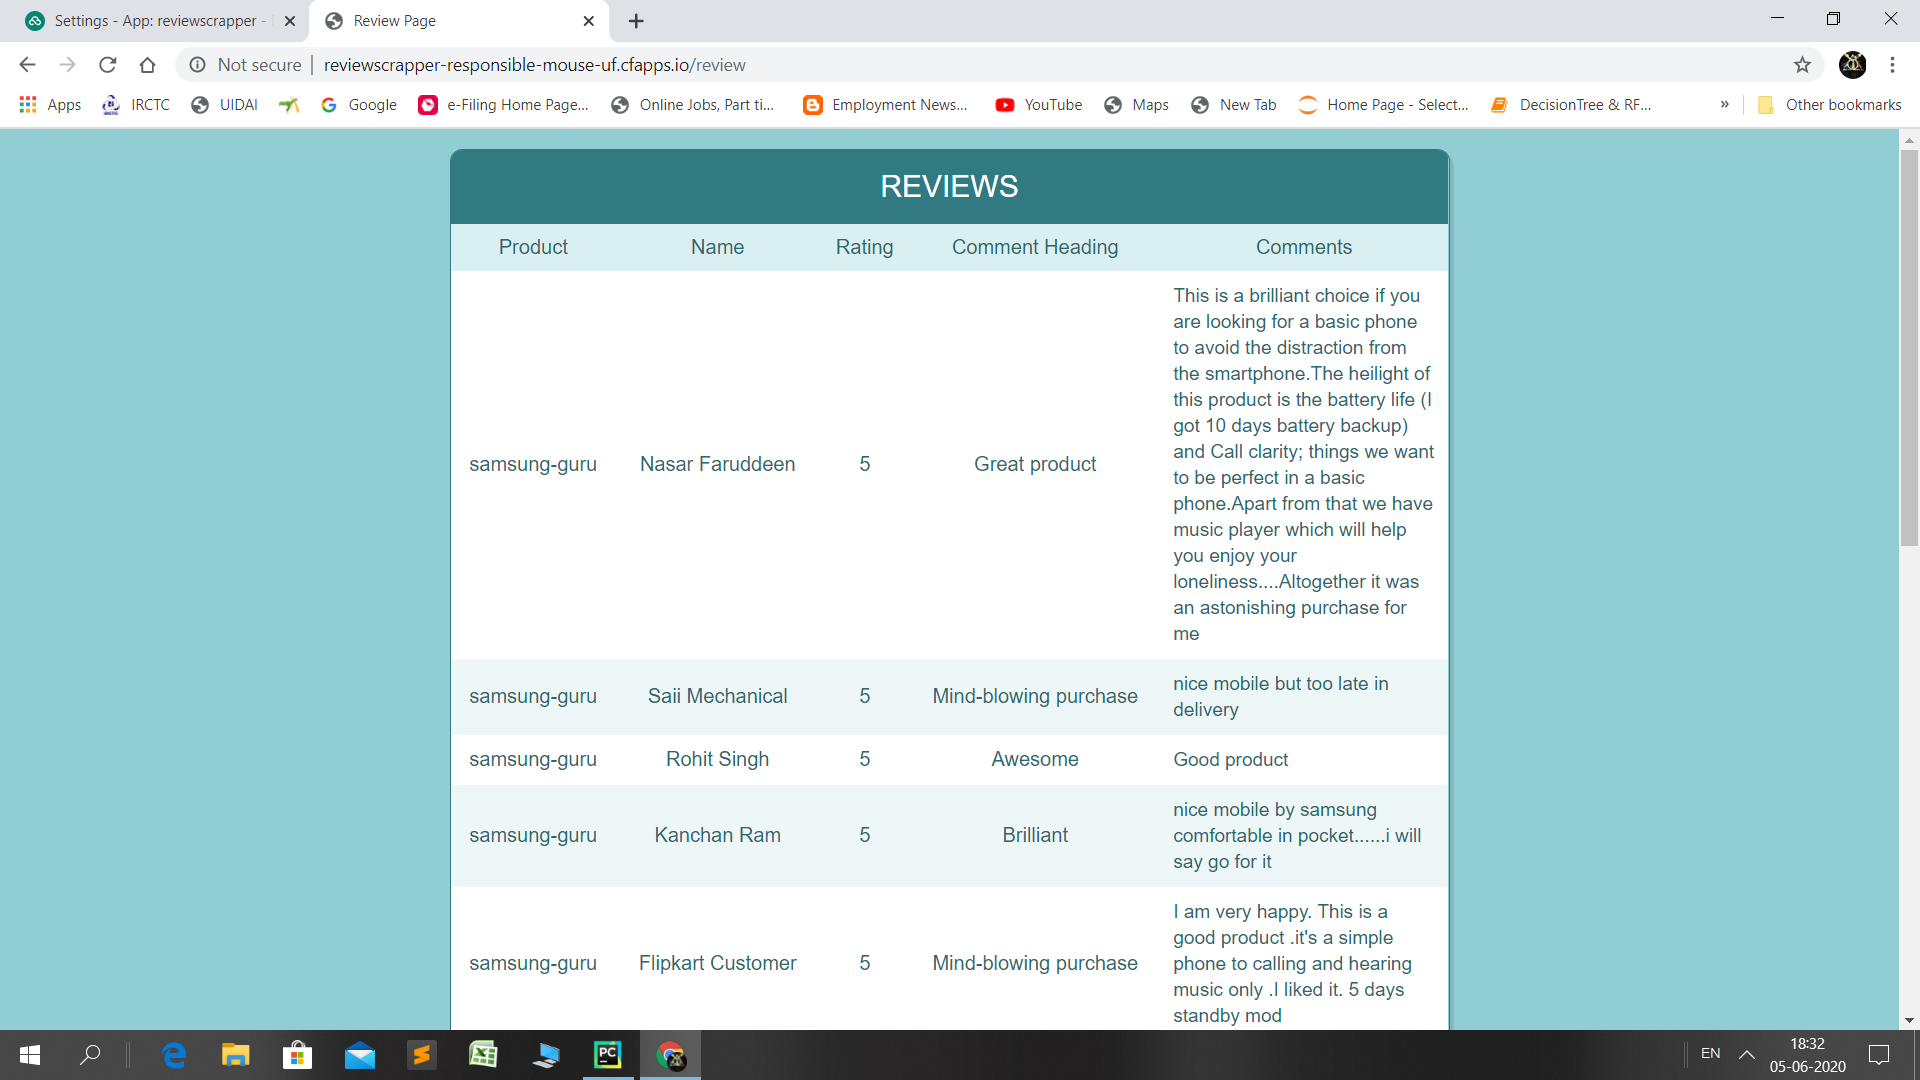 Settings - App: reviewscrapper -
Review Page
Not secure
reviewscrapper-responsible-mouse-uf.cfapps.io/review
Apps
IRCTC
UIDAI
Google
e-Filing Home Page...
Online Jobs, Part ti...
Employment News...
YouTube
Maps
New Tab
Home Page - Select...
DecisionTree & RF...
»
Other bookmarks
REVIEWS
Product Name Rating Comment Heading Comments
This is a brilliant choice if you
are looking for a basic phone
to avoid the distraction from
the smartphone.The heilight of
this product is the battery life (I
got 10 days battery backup)
and Call clarity; things we want
to be perfect in a basic
phone.Apart from that we have
music player which will help
you enjoy your
loneliness....Altogether it was
an astonishing purchase for
me
samsung-guru Nasar Faruddeen 5 Great product
samsung-guru Saii Mechanical 5 Mind-blowing purchase
nice mobile but too late in
delivery
samsung-guru Rohit Singh 5 Awesome Good product
samsung-guru Kanchan Ram 5 Brilliant
nice mobile by samsung
comfortable in pocket......i will
say go for it
samsung-guru Flipkart Customer 5 Mind-blowing purchase
I am very happy. This is a
good product .it's a simple
phone to calling and hearing
music only .I liked it. 5 days
standby mod
PC
EN
18:32
05-06-2020